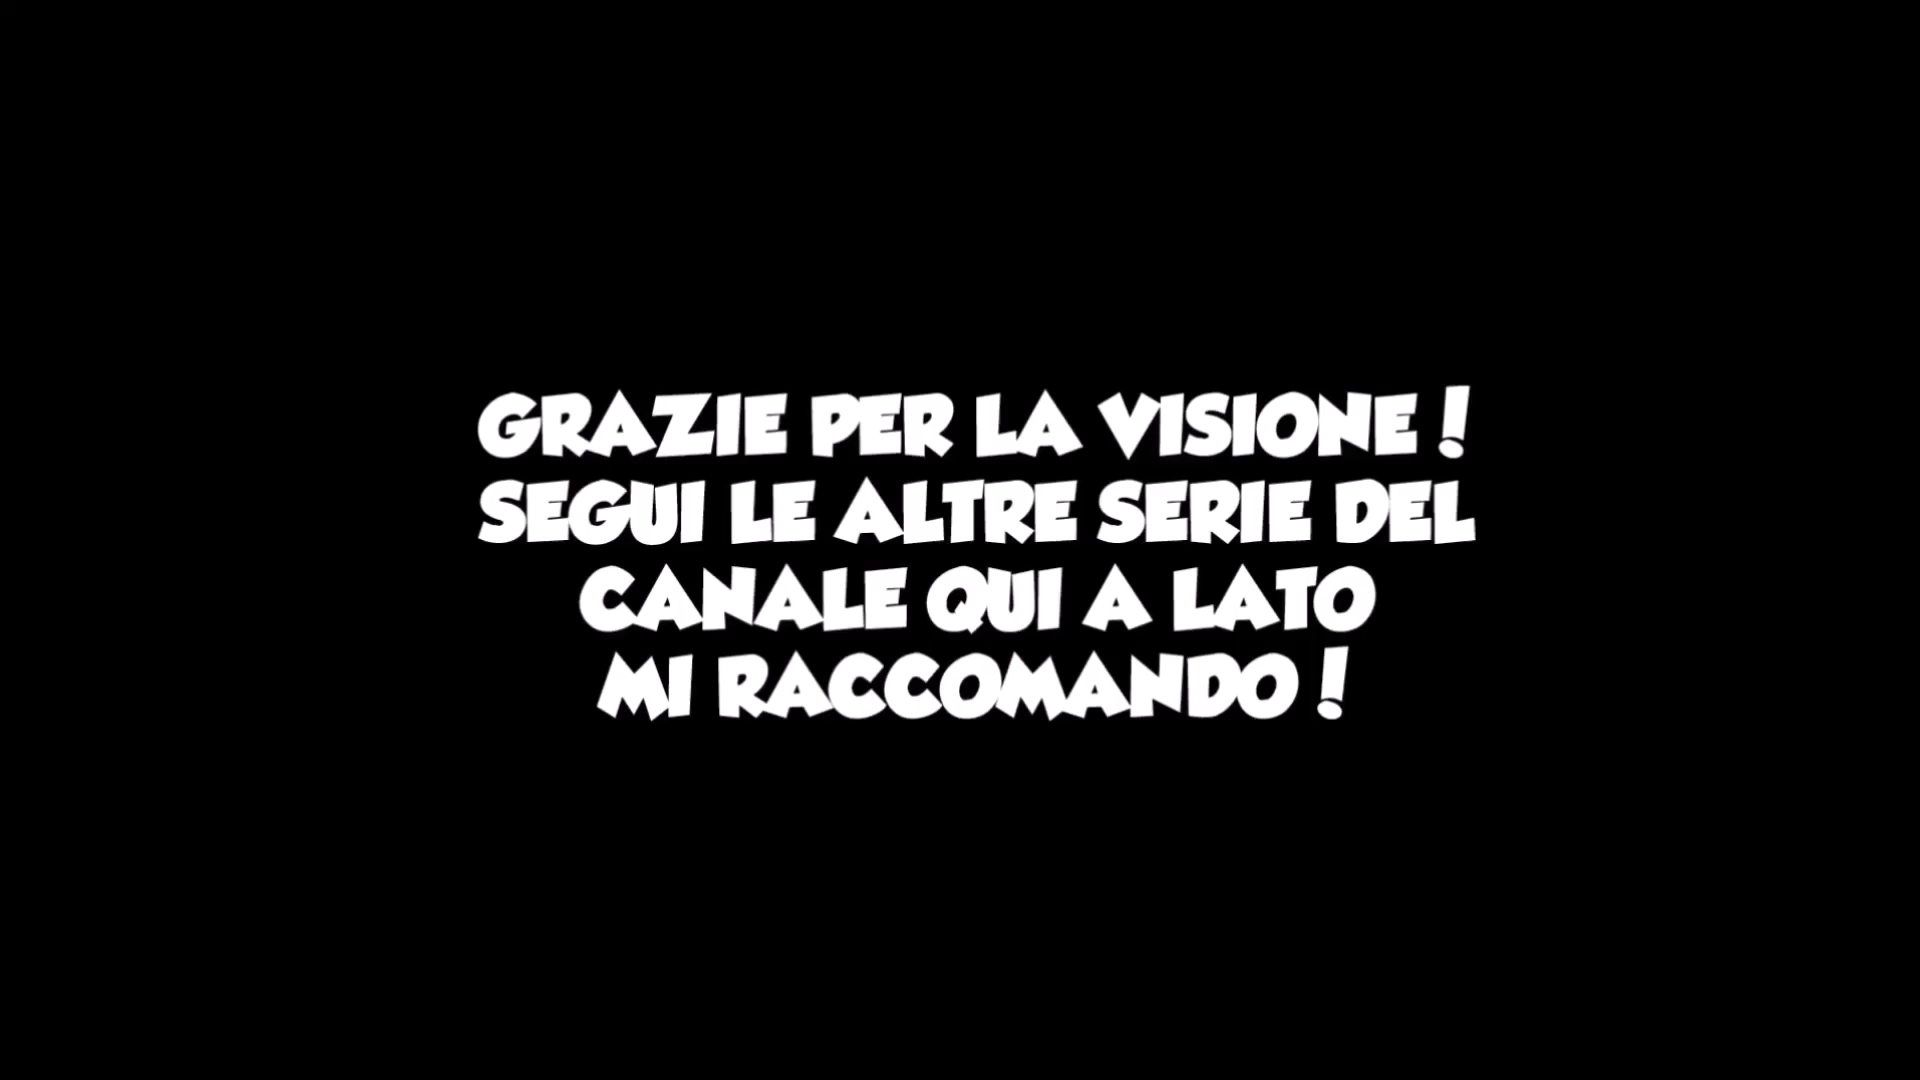 GRAZIE PER LA VISIONE!
SEGUI LE ALTRE SERIE DEL
CANALE QUI A LATO
MI RACCOMANDO!